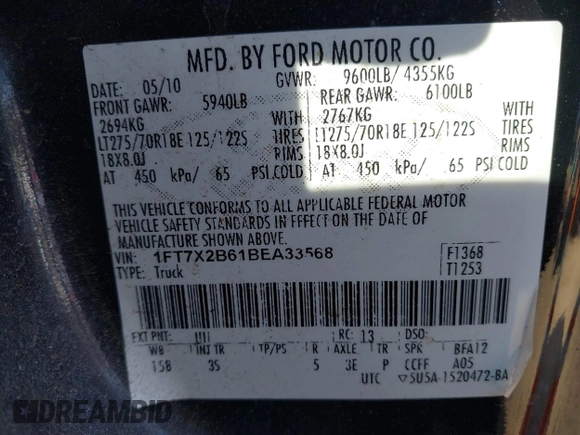 MFD. BY FORD MOTOR CO.
DATE: 05/10 GVWR: 9600LB/ 4355KG
FRONT GAWR: 5940LB REAR GAWR: 6100LB
2694KG WITH 2767KG WITH
LT275/70R18E 125/122S TIRES LT275/70R18E 125/122S TIRES
18X8.0J RIMS 18X8.0J RIMS
AT 450 kPa/ 65 PSI.COLD AT 450 kPa/ 65 PSI.COLD
THIS VEHICLE CONFORMS TO ALL APPLICABLE FEDERAL MOTOR
VEHICLE SAFETY STANDARDS IN EFFECT ON THE DATE OF
MANUFACTURE SHOWN ABOVE.
VIN: 1FT7X2B61BEA33568 F1368
TYPE: Truck T1253
EXT PNT: RC: 13 DSO:
WB INT TR TP/PS R AXLE TR SPR BFA12
158 3S 5 3E P CCFF A05
UTC ▽5U5A-1520472-BA
DREAMBID